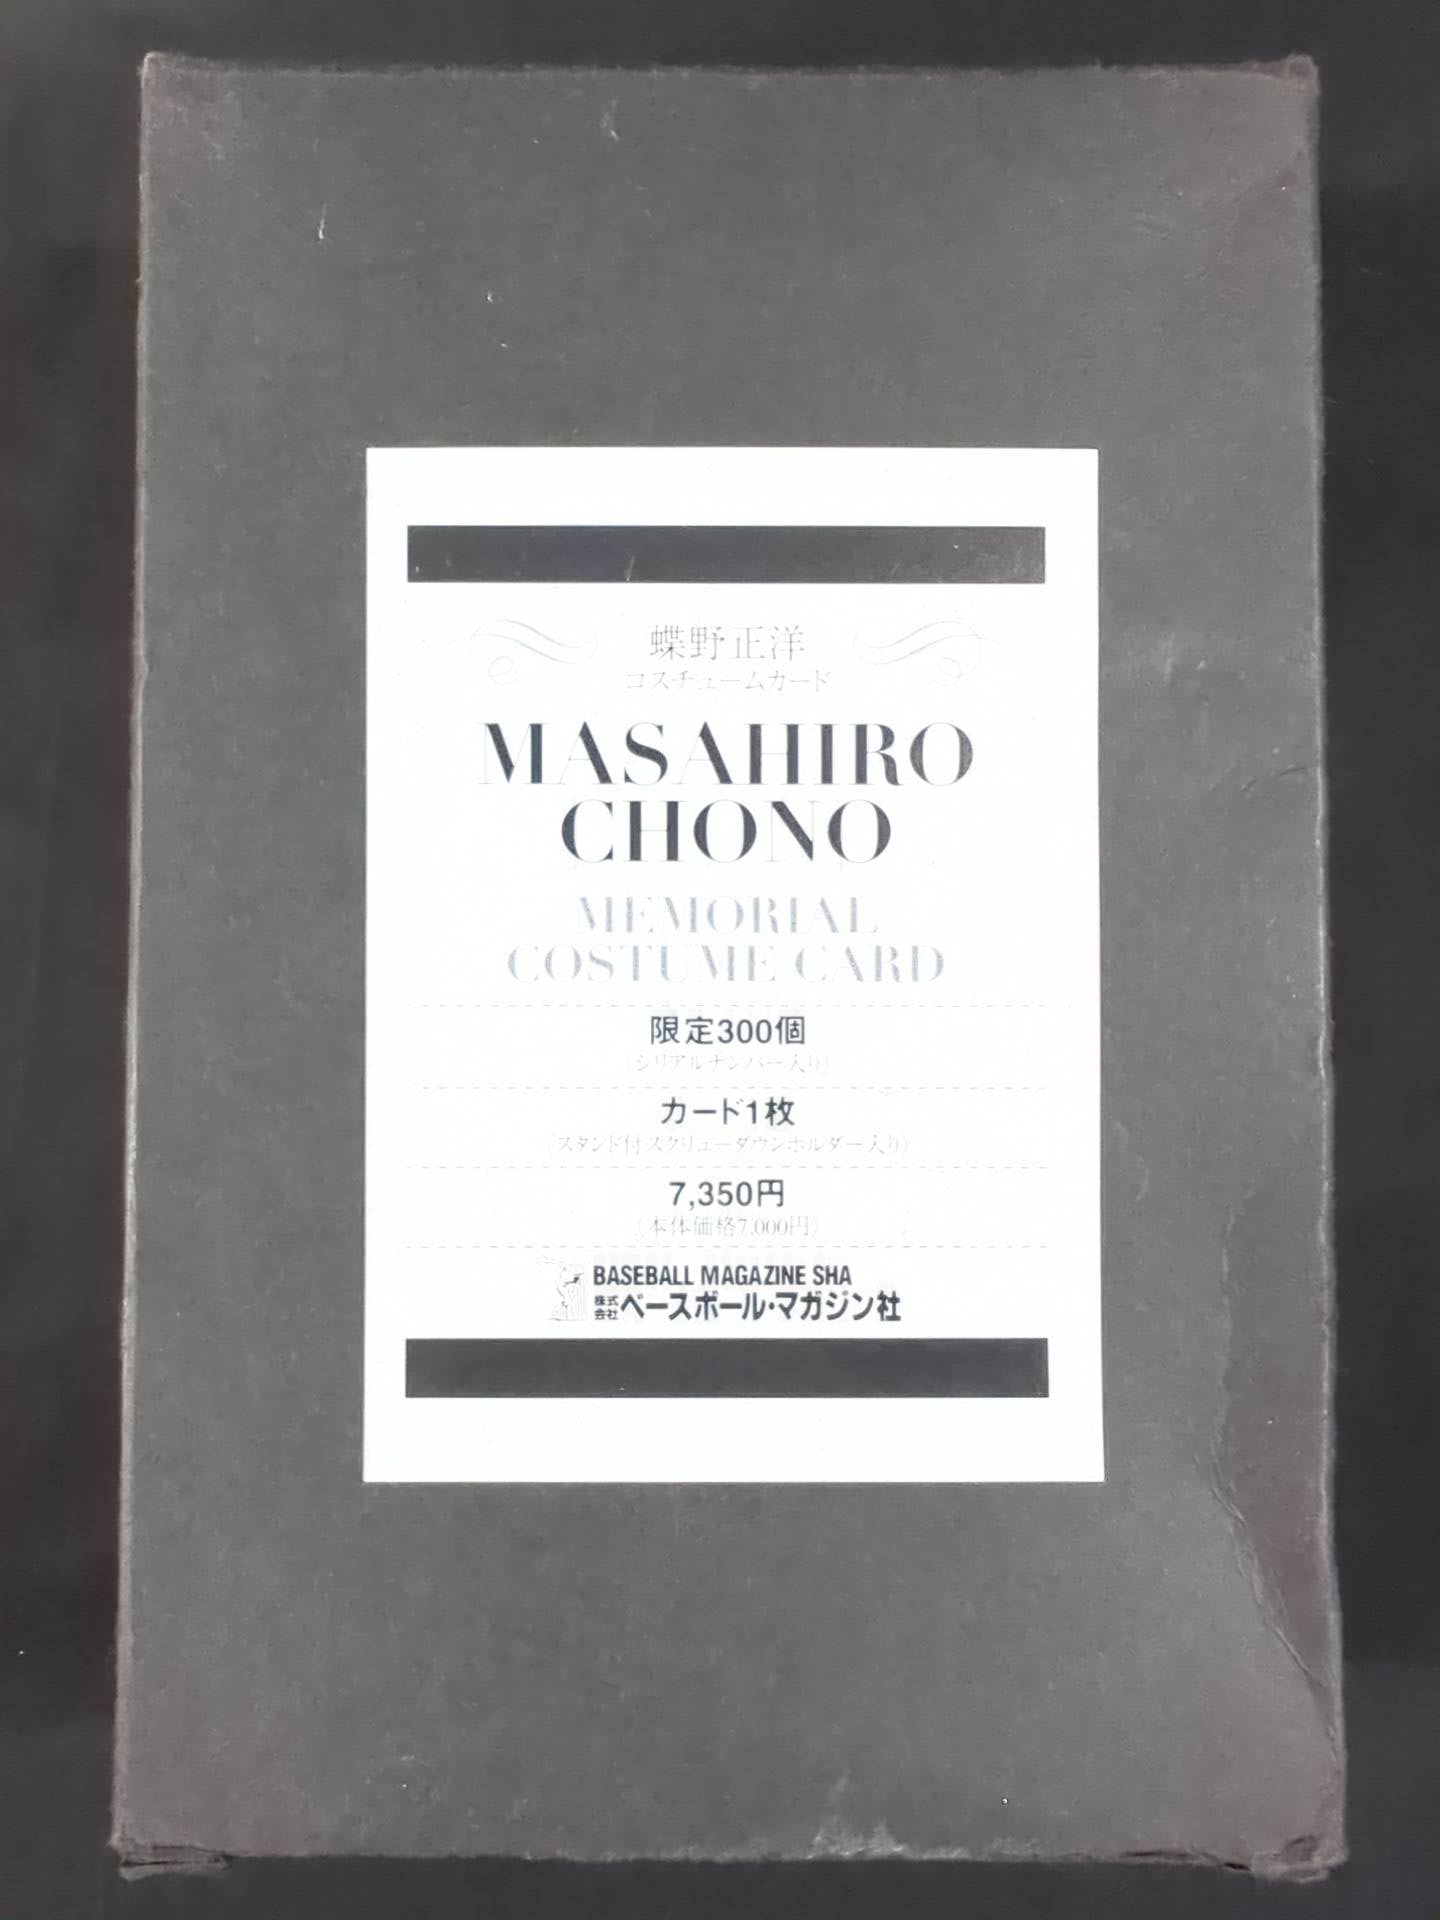 蝶野正洋
コスチュームカード
MASAHIRO
CHONO
MEMORIAL
COSTUME CARD
限定300個
(シリアルナンバー入り)
カード1枚
(スタンド付スクリューダウンホルダー入り)
7,350円
(本体価格7,000円)
BASEBALL MAGAZINE SHA
株式会社ベースボール・マガジン社